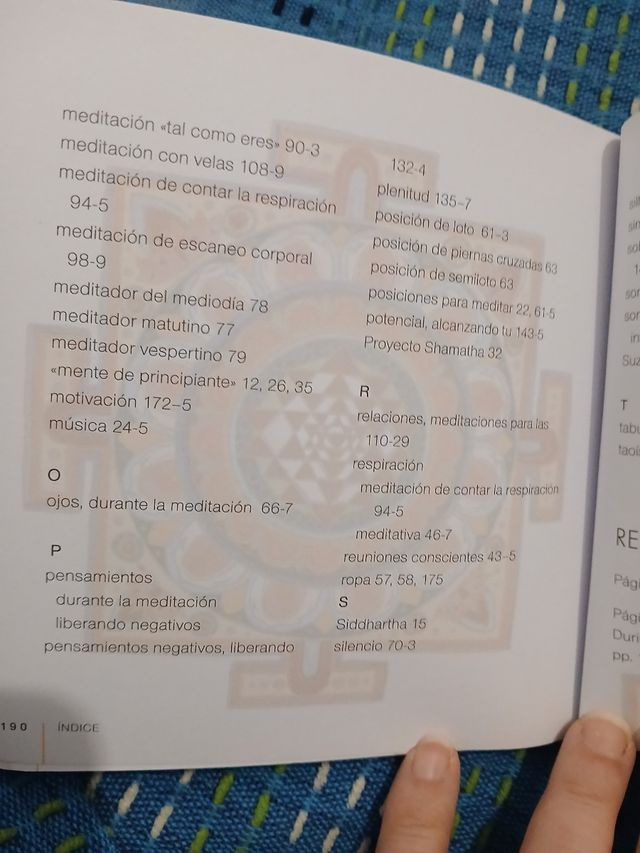 meditación «tal como eres» 90-3
meditación con velas 108-9
meditación de contar la respiración
94-5
meditación de escaneo corporal
98-9
meditador del mediodía 78
meditador matutino 77
meditador vespertino 79
«mente de principiante» 12, 26, 35
motivación 172-5
música 24-5
O
ojos, durante la meditación 66-7
P
pensamientos
durante la meditación
liberando negativos
pensamientos negativos, liberando
132-4
plenitud 135-7
posición de loto 61-3
posición de piernas cruzadas 63
posición de semiloto 63
posiciones para meditar 22, 61-5
potencial, alcanzando tu 143-5
Proyecto Shamatha 32
R
relaciones, meditaciones para las
110-29
respiración
meditación de contar la respiración
94-5
meditativa 46-7
reuniones conscientes 43-5
ropa 57, 58, 175
S
Siddhartha 15
silencio 70-3
190 ÍNDICE
T
RE
pp.